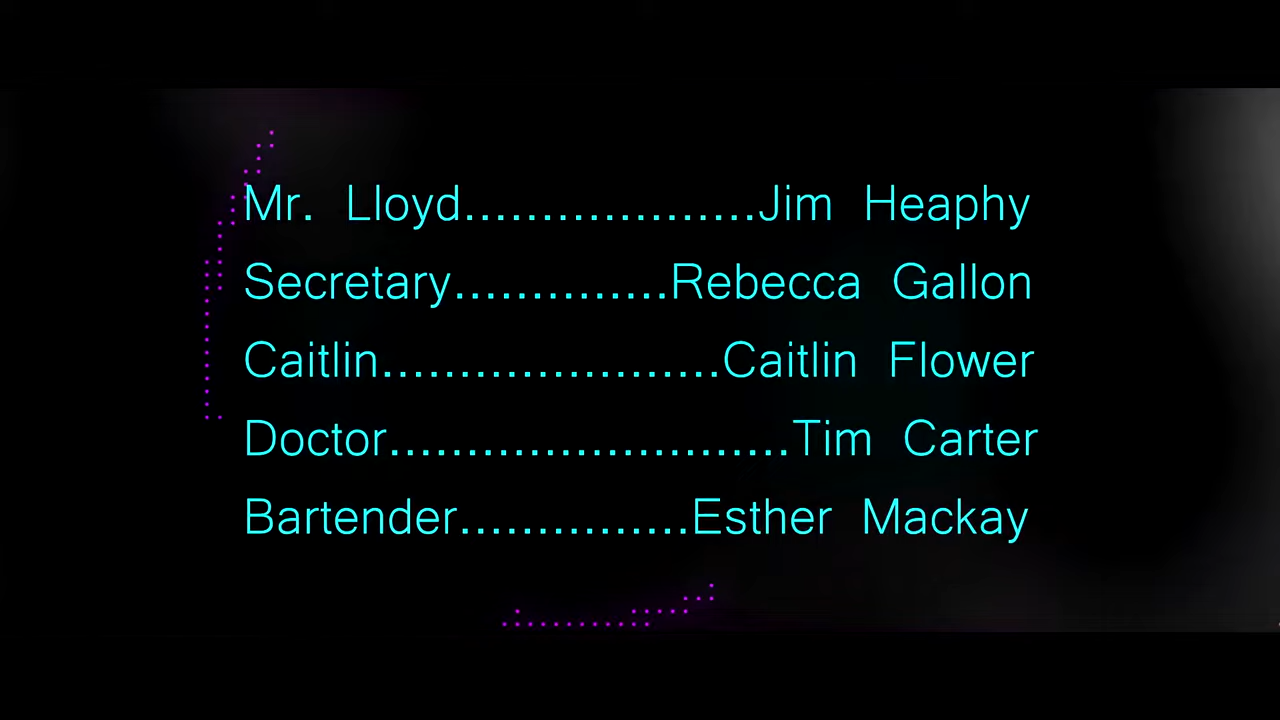 Mr. Lloyd...................Jim Heaphy
Secretary..............Rebecca Gallon
Caitlin......................Caitlin Flower
Doctor..........................Tim Carter
Bartender...............Esther Mackay